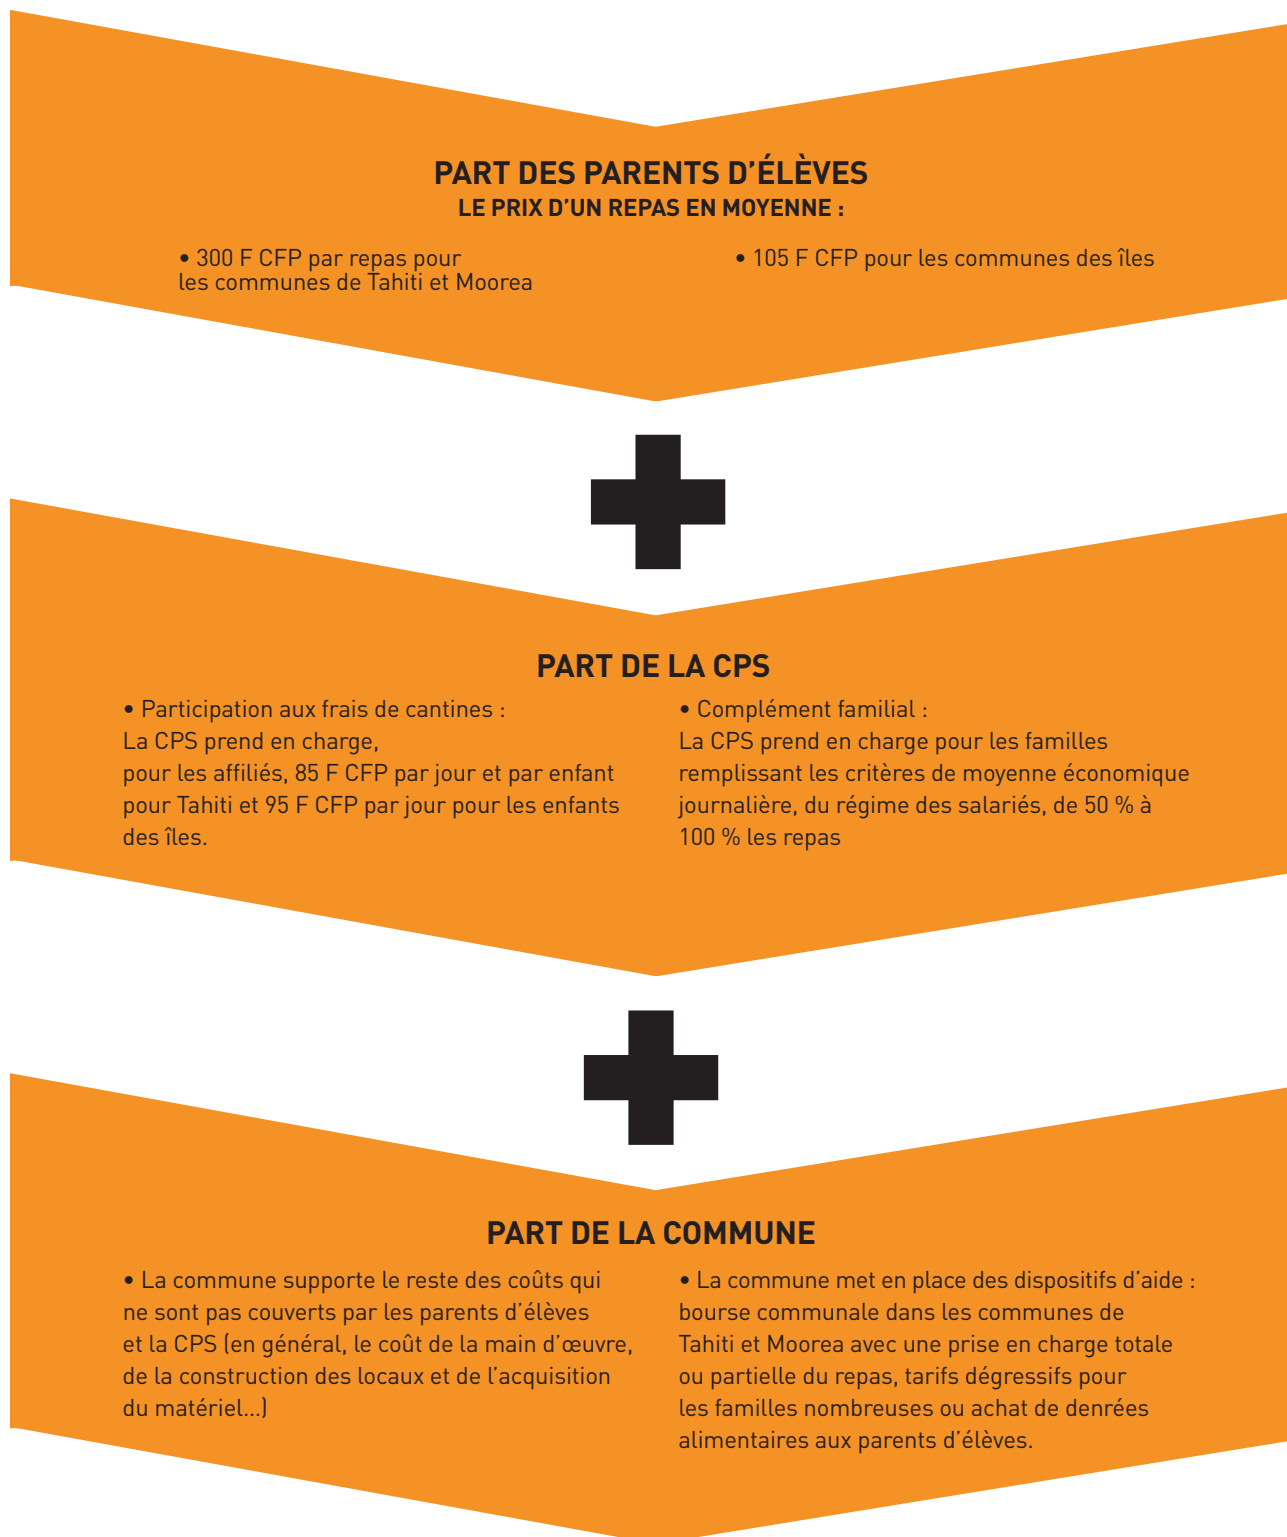 PART DES PARENTS D’ÉLÈVES
LE PRIX D’UN REPAS EN MOYENNE :
• 300 F CFP par repas pour
les communes de Tahiti et Moorea
• 105 F CFP pour les communes des îles
PART DE LA CPS
• Participation aux frais de cantines :
La CPS prend en charge,
pour les affiliés, 85 F CFP par jour et par enfant
pour Tahiti et 95 F CFP par jour pour les enfants
des îles.
• Complément familial :
La CPS prend en charge pour les familles
remplissant les critères de moyenne économique
journalière, du régime des salariés, de 50 % à
100 % les repas
PART DE LA COMMUNE
• La commune supporte le reste des coûts qui
ne sont pas couverts par les parents d’élèves
et la CPS (en général, le coût de la main d’œuvre,
de la construction des locaux et de l’acquisition
du matériel...)
• La commune met en place des dispositifs d’aide :
bourse communale dans les communes de
Tahiti et Moorea avec une prise en charge totale
ou partielle du repas, tarifs dégressifs pour
les familles nombreuses ou achat de denrées
alimentaires aux parents d’élèves.